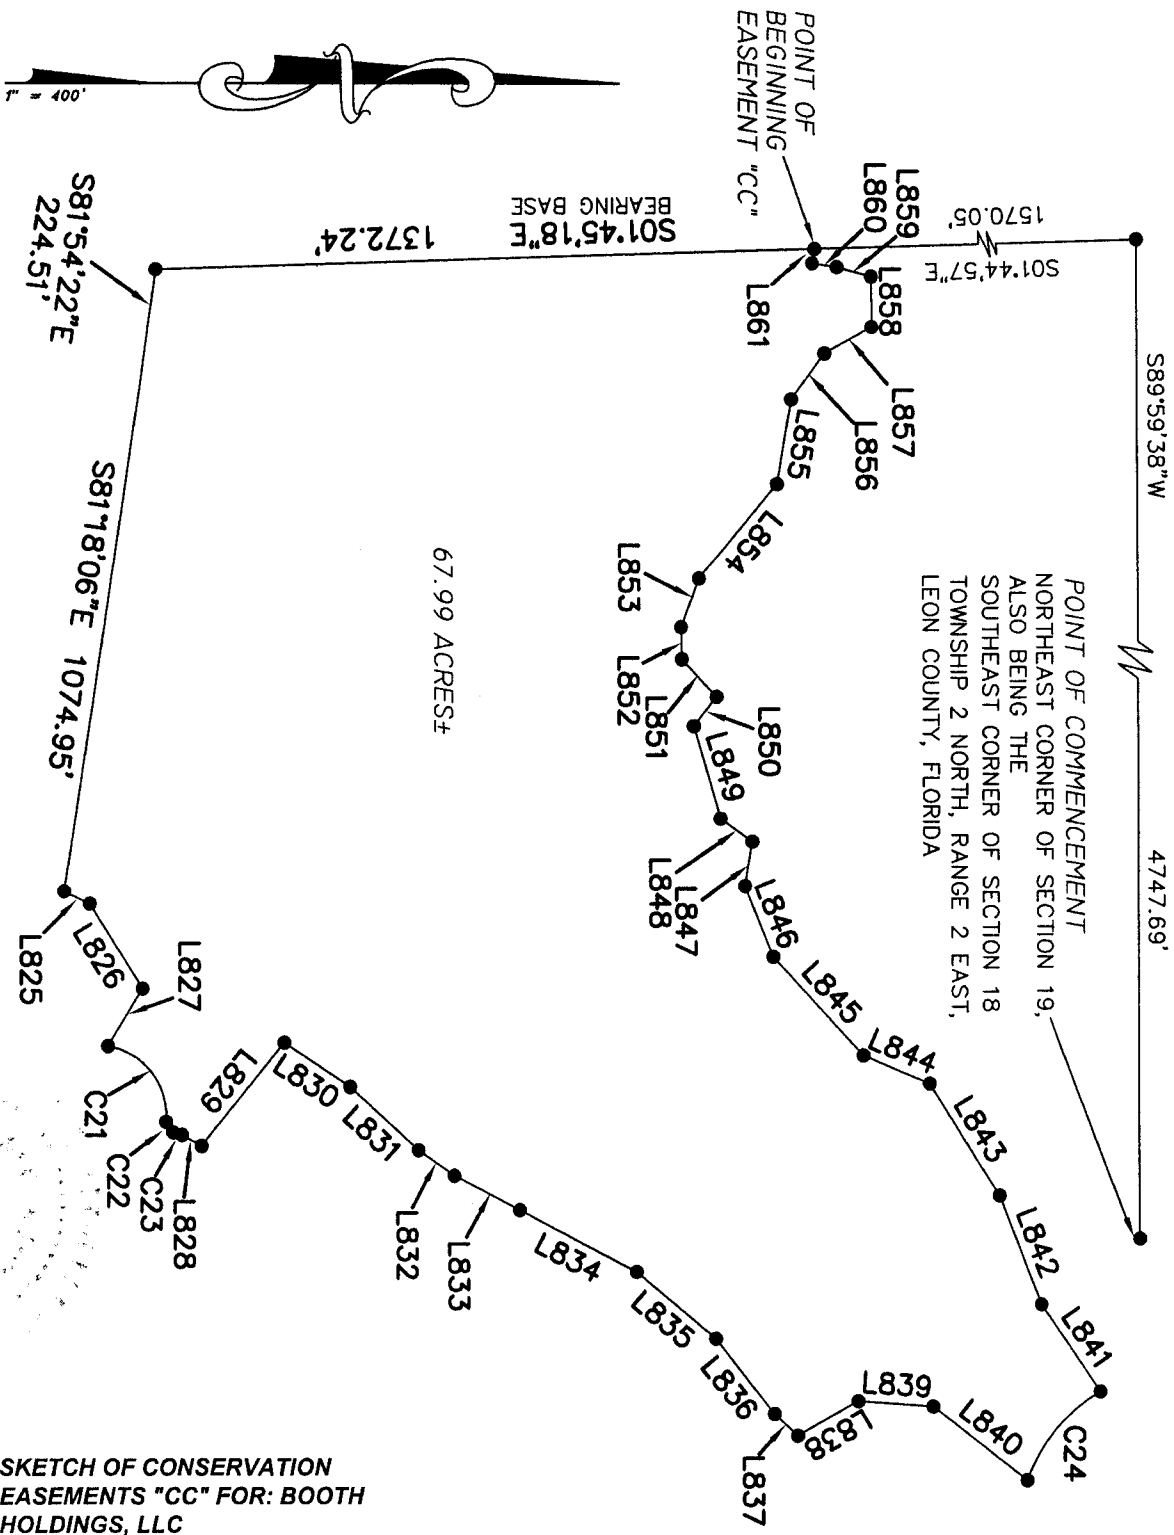 POINT OF
BEGINNING
EASEMENT "CC"
1" = 400'
S89°59'38"W
4747.69'
1570.05'
S01°44'57"E
POINT OF COMMENCEMENT
NORTHEAST CORNER OF SECTION 19,
ALSO BEING THE
SOUTHEAST CORNER OF SECTION 18
TOWNSHIP 2 NORTH, RANGE 2 EAST,
LEON COUNTY, FLORIDA
S01°45'18"E
BEARING BASE
1372.24'
S81°54'22"E
224.51'
S81°18'06"E 1074.95'
67.99 ACRES±
L825
L826
L827
C21
C22
C23
L828
L829
L830
L831
L832
L833
L834
L835
L836
L837
L838
L839
L840
C24
L841
L842
L843
L844
L845
L846
L847
L848
L849
L850
L851
L852
L853
L854
L855
L856
L857
L858
L859
L860
L861
SKETCH OF CONSERVATION
EASEMENTS "CC" FOR: BOOTH
HOLDINGS, LLC